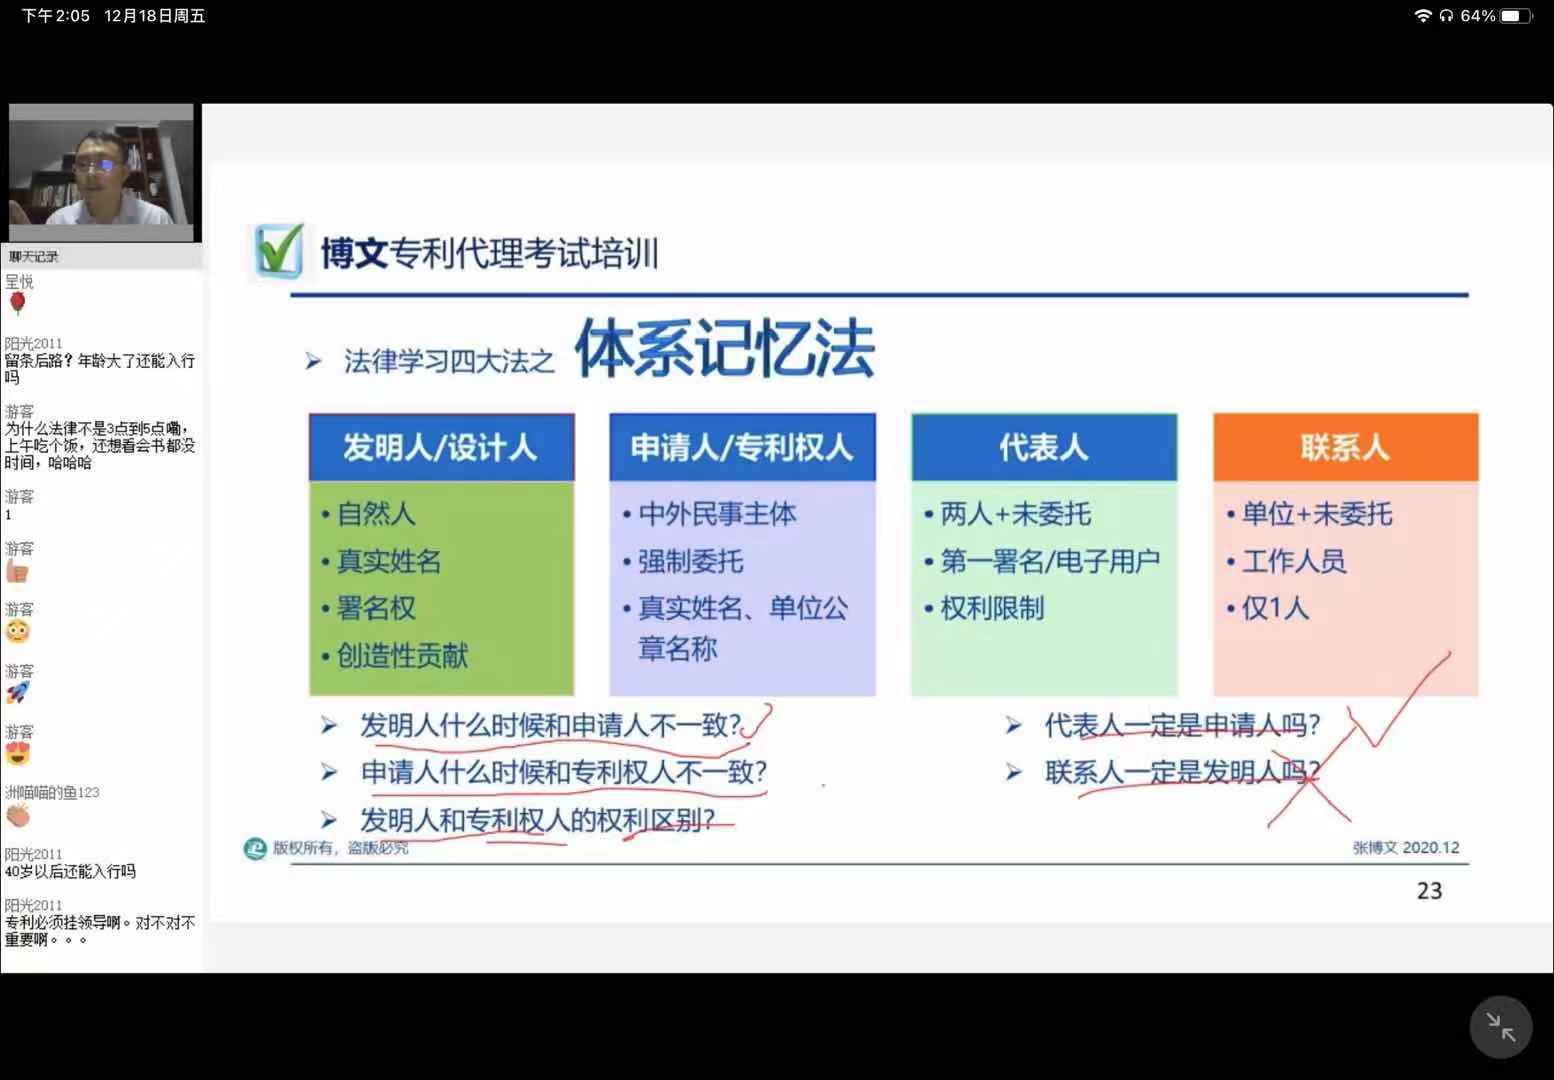 下午2:05 12月18日周五
64%
聊天记录
呈悦
阳光2011
留条后路？年龄大了还能入行
吗
游客
为什么法律不是3点到5点嘞，
上午吃个饭，还想看会书都没
时间，哈哈哈
游客
1
游客
游客
游客
游客
洲喵喵的鱼123
阳光2011
40岁以后还能入行吗
阳光2011
专利必须挂领导啊。对不对不
重要啊。。。
博文专利代理考试培训
➢ 法律学习四大法之 体系记忆法
发明人/设计人
• 自然人
• 真实姓名
• 署名权
• 创造性贡献
申请人/专利权人
• 中外民事主体
• 强制委托
• 真实姓名、单位公
章名称
代表人
• 两人+未委托
• 第一署名/电子用户
• 权利限制
联系人
• 单位+未委托
• 工作人员
• 仅1人
➢ 发明人什么时候和申请人不一致?
➢ 申请人什么时候和专利权人不一致?
➢ 发明人和专利权人的权利区别?
➢ 代表人一定是申请人吗?
➢ 联系人一定是发明人吗?
版权所有，盗版必究
张博文 2020.12
23